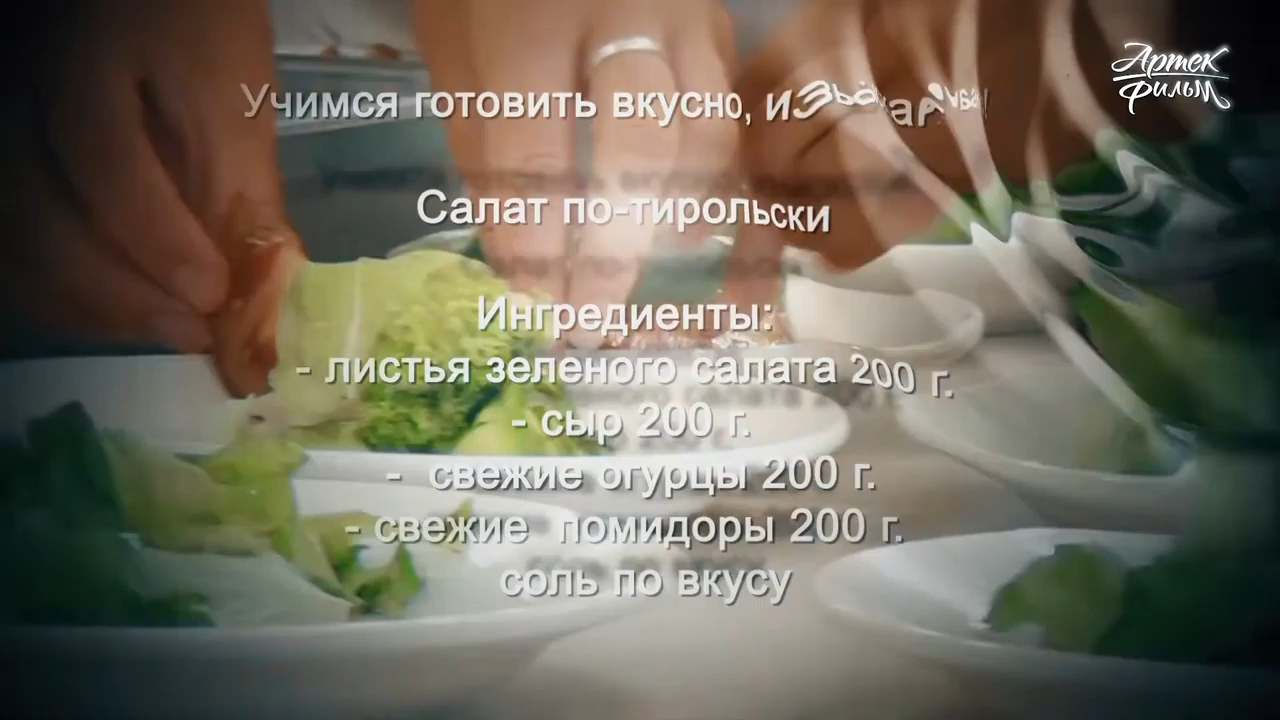 Артек
Фильм
Учимся готовить вкусно,
Салат по-тирольски
Ингредиенты:
- листья зеленого салата 200 г.
- сыр 200 г.
- свежие огурцы 200 г.
- свежие помидоры 200 г.
соль по вкусу